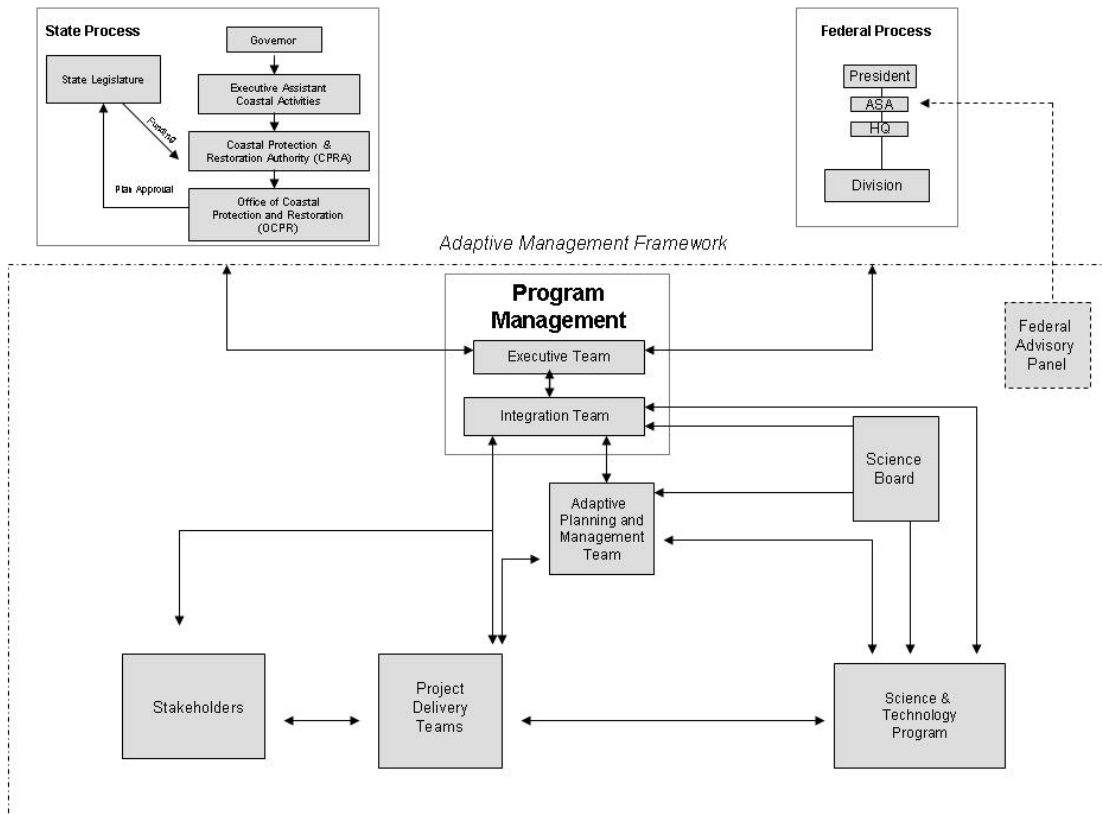 State Process
Governor
State Legislature
Executive Assistant
Coastal Activities
Funding
Coastal Protection &
Restoration Authority (CPRA)
Plan Approval
Office of Coastal
Protection and Restoration
(OCPR)
Federal Process
President
ASA
HQ
Division
Adaptive Management Framework
Program
Management
Executive Team
Integration Team
Federal
Advisory
Panel
Science
Board
Adaptive
Planning and
Management
Team
Stakeholders
Project
Delivery
Teams
Science &
Technology
Program